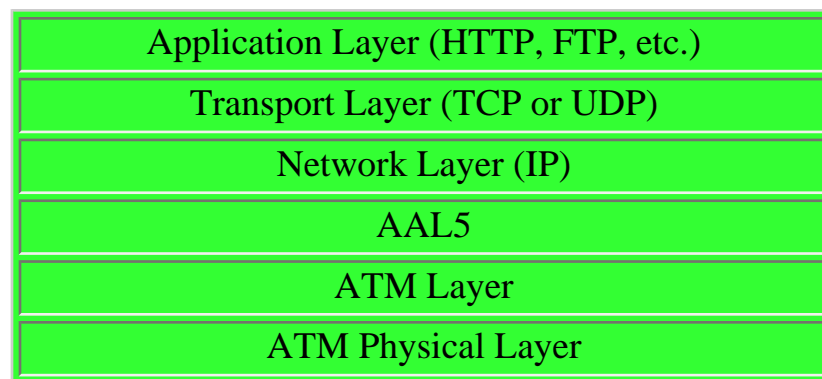 Application Layer (HTTP, FTP, etc.)
Transport Layer (TCP or UDP)
Network Layer (IP)
AAL5
ATM Layer
ATM Physical Layer